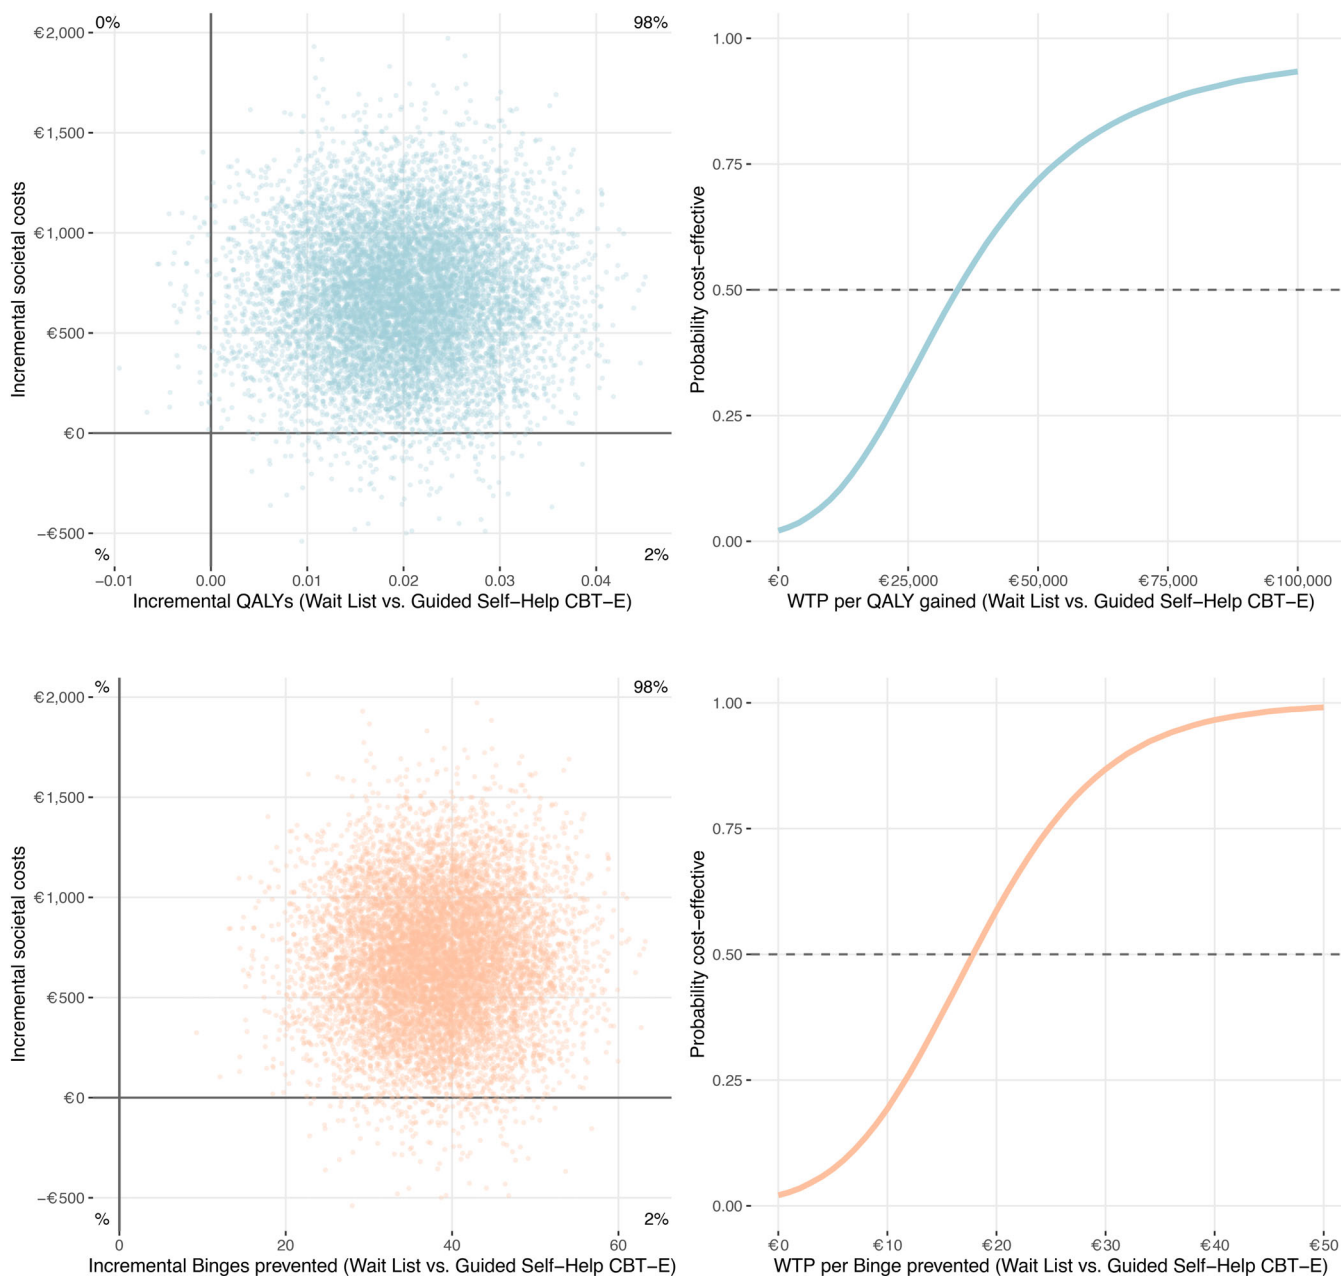 0%
98%
€2,000
€1,500
€1,000
€500
€0
−€500
%
2%
−0.01 0.00 0.01 0.02 0.03 0.04
Incremental QALYs (Wait List vs. Guided Self−Help CBT−E)
Incremental societal costs
1.00
0.75
0.50
0.25
0.00
€0 €25,000 €50,000 €75,000 €100,000
WTP per QALY gained (Wait List vs. Guided Self−Help CBT−E)
Probability cost−effective
%
98%
€2,000
€1,500
€1,000
€500
€0
−€500
%
2%
0 20 40 60
Incremental Binges prevented (Wait List vs. Guided Self−Help CBT−E)
Incremental societal costs
1.00
0.75
0.50
0.25
0.00
€0 €10 €20 €30 €40 €50
WTP per Binge prevented (Wait List vs. Guided Self−Help CBT−E)
Probability cost−effective